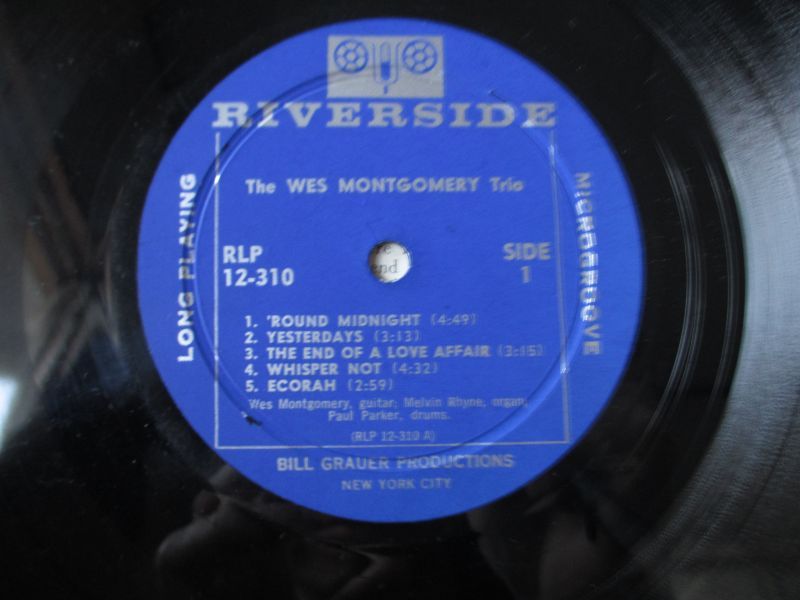 RIVERSIDE
LONG PLAYING
MICROGROOVE
The WES MONTGOMERY Trio
RLP
12-310
SIDE
1
end
1. 'ROUND MIDNIGHT (4:49)
2. YESTERDAYS (3:13)
3. THE END OF A LOVE AFFAIR (3:15)
4. WHISPER NOT (4:32)
5. ECORAH (2:59)
Wes Montgomery, guitar; Melvin Rhyne, organ;
Paul Parker, drums.
(RLP 12-310 A)
BILL GRAUER PRODUCTIONS
NEW YORK CITY